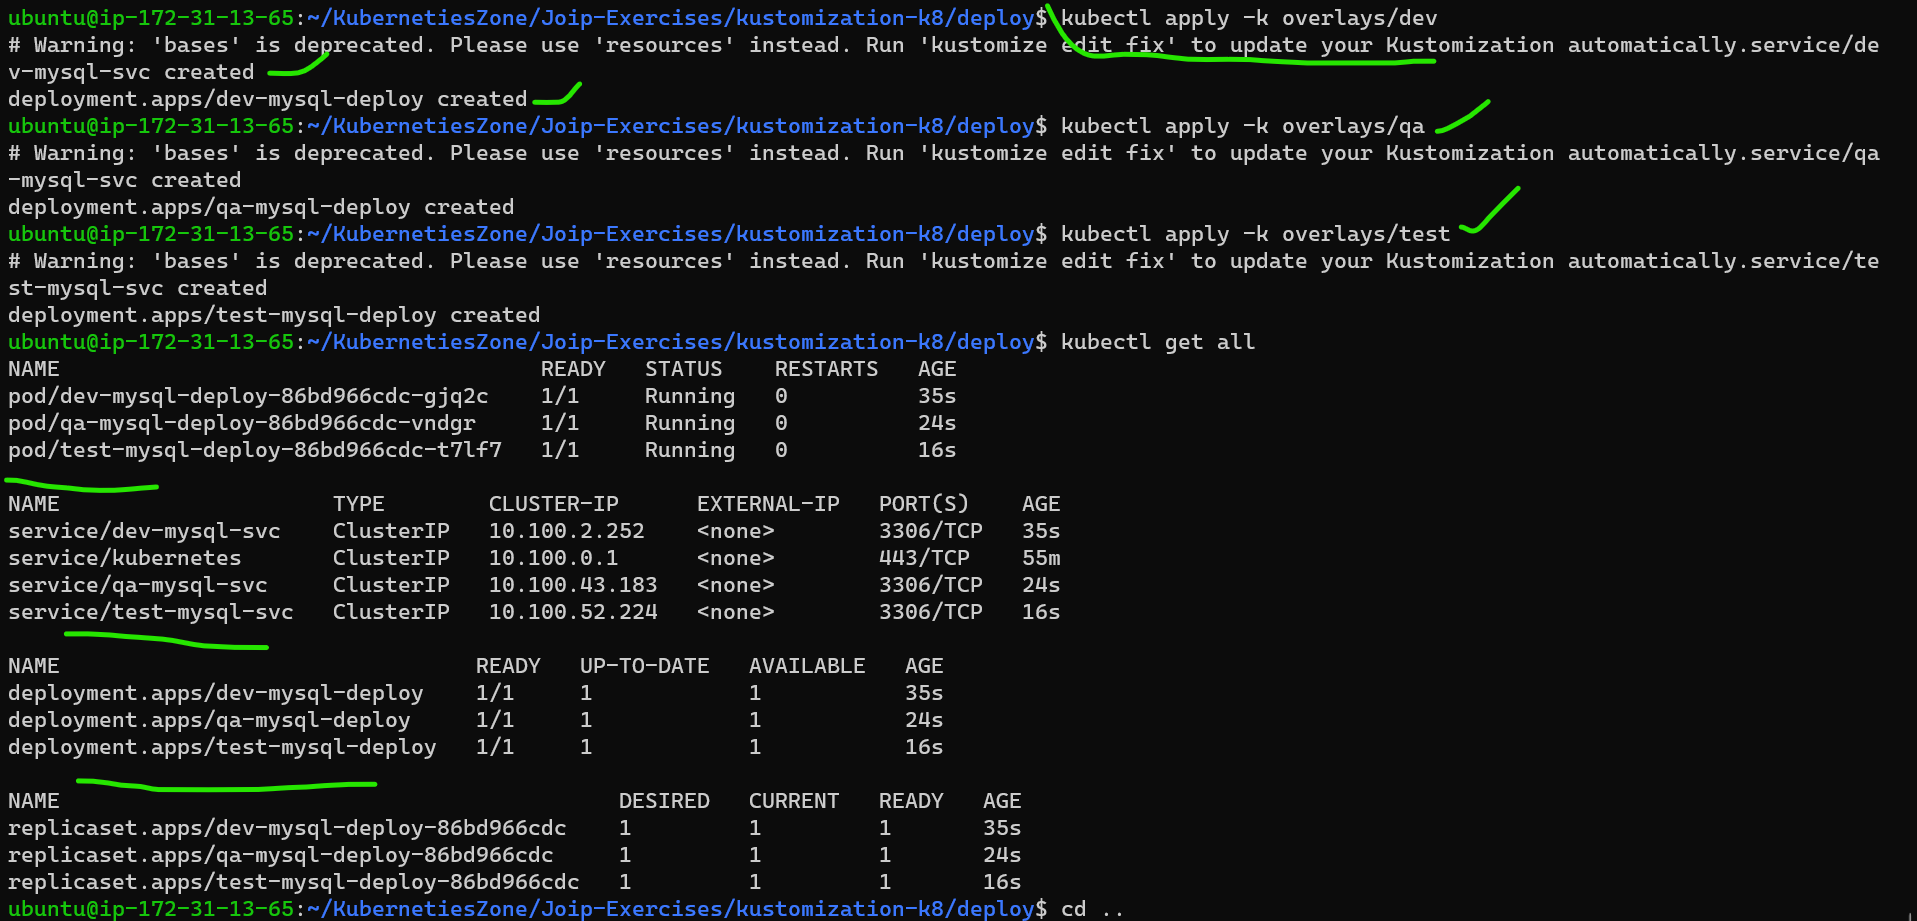 ubuntu@ip-172-31-13-65:~/KubernetiesZone/Joip-Exercises/kustomization-k8/deploy$ kubectl apply -k overlays/dev
# Warning: 'bases' is deprecated. Please use 'resources' instead. Run 'kustomize edit fix' to update your Kustomization automatically.service/de
v-mysql-svc created
deployment.apps/dev-mysql-deploy created
ubuntu@ip-172-31-13-65:~/KubernetiesZone/Joip-Exercises/kustomization-k8/deploy$ kubectl apply -k overlays/qa
# Warning: 'bases' is deprecated. Please use 'resources' instead. Run 'kustomize edit fix' to update your Kustomization automatically.service/qa
-mysql-svc created
deployment.apps/qa-mysql-deploy created
ubuntu@ip-172-31-13-65:~/KubernetiesZone/Joip-Exercises/kustomization-k8/deploy$ kubectl apply -k overlays/test
# Warning: 'bases' is deprecated. Please use 'resources' instead. Run 'kustomize edit fix' to update your Kustomization automatically.service/te
st-mysql-svc created
deployment.apps/test-mysql-deploy created
ubuntu@ip-172-31-13-65:~/KubernetiesZone/Joip-Exercises/kustomization-k8/deploy$ kubectl get all
NAME READY STATUS RESTARTS AGE
pod/dev-mysql-deploy-86bd966cdc-gjq2c 1/1 Running 0 35s
pod/qa-mysql-deploy-86bd966cdc-vndgr 1/1 Running 0 24s
pod/test-mysql-deploy-86bd966cdc-t7lf7 1/1 Running 0 16s
NAME TYPE CLUSTER-IP EXTERNAL-IP PORT(S) AGE
service/dev-mysql-svc ClusterIP 10.100.2.252 <none> 3306/TCP 35s
service/kubernetes ClusterIP 10.100.0.1 <none> 443/TCP 55m
service/qa-mysql-svc ClusterIP 10.100.43.183 <none> 3306/TCP 24s
service/test-mysql-svc ClusterIP 10.100.52.224 <none> 3306/TCP 16s
NAME READY UP-TO-DATE AVAILABLE AGE
deployment.apps/dev-mysql-deploy 1/1 1 1 35s
deployment.apps/qa-mysql-deploy 1/1 1 1 24s
deployment.apps/test-mysql-deploy 1/1 1 1 16s
NAME DESIRED CURRENT READY AGE
replicaset.apps/dev-mysql-deploy-86bd966cdc 1 1 1 35s
replicaset.apps/qa-mysql-deploy-86bd966cdc 1 1 1 24s
replicaset.apps/test-mysql-deploy-86bd966cdc 1 1 1 16s
ubuntu@ip-172-31-13-65:~/KubernetiesZone/Joip-Exercises/kustomization-k8/deploy$ cd ..